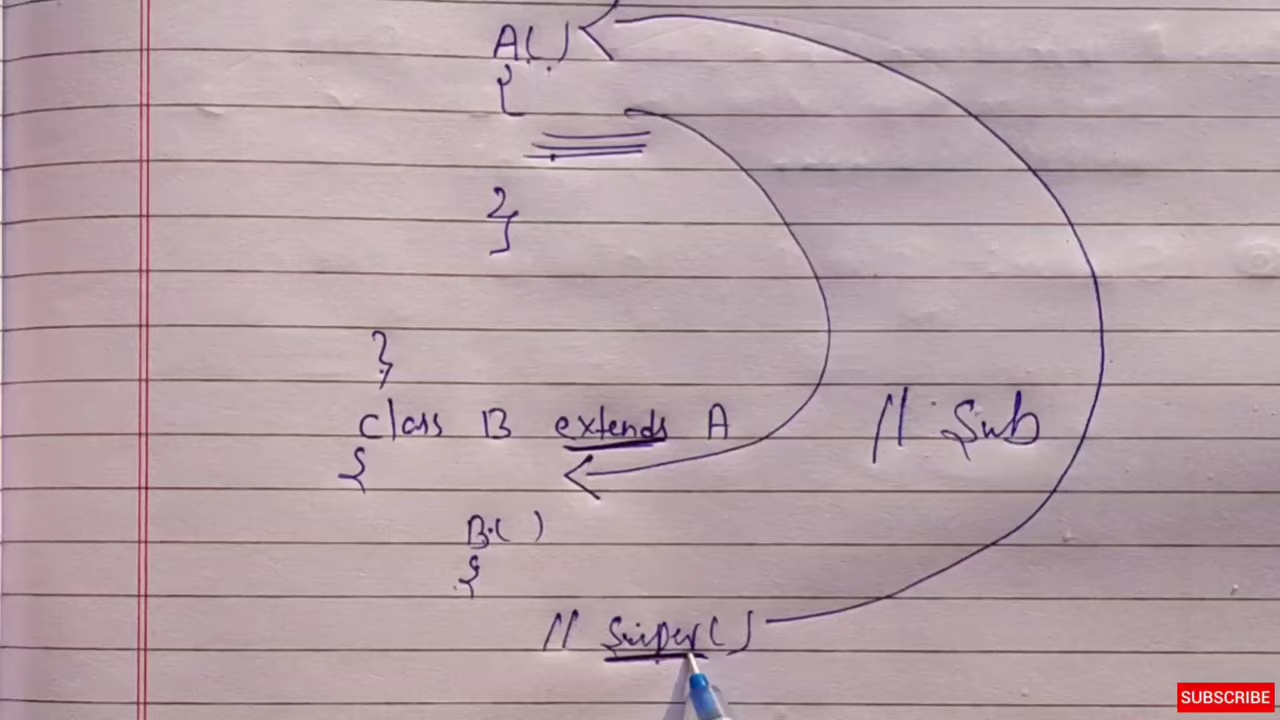 A()
{
}
}
class B extends A // Sub
{
B()
{
// Super()
SUBSCRIBE